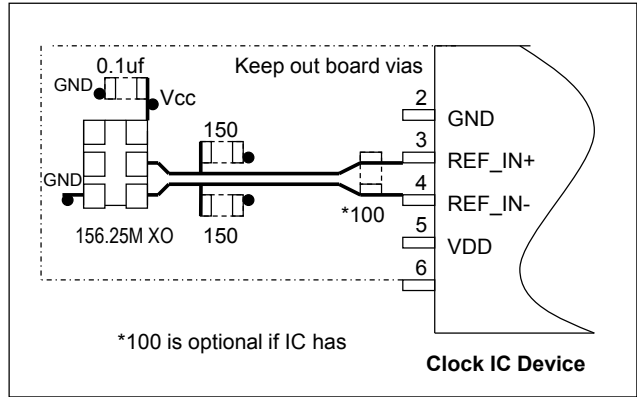 0.1uf
Keep out board vias
GND
Vcc
2
GND
150
3
REF_IN+
GND
4
REF_IN-
*100
156.25M XO
150
5
VDD
6
*100 is optional if IC has
Clock IC Device